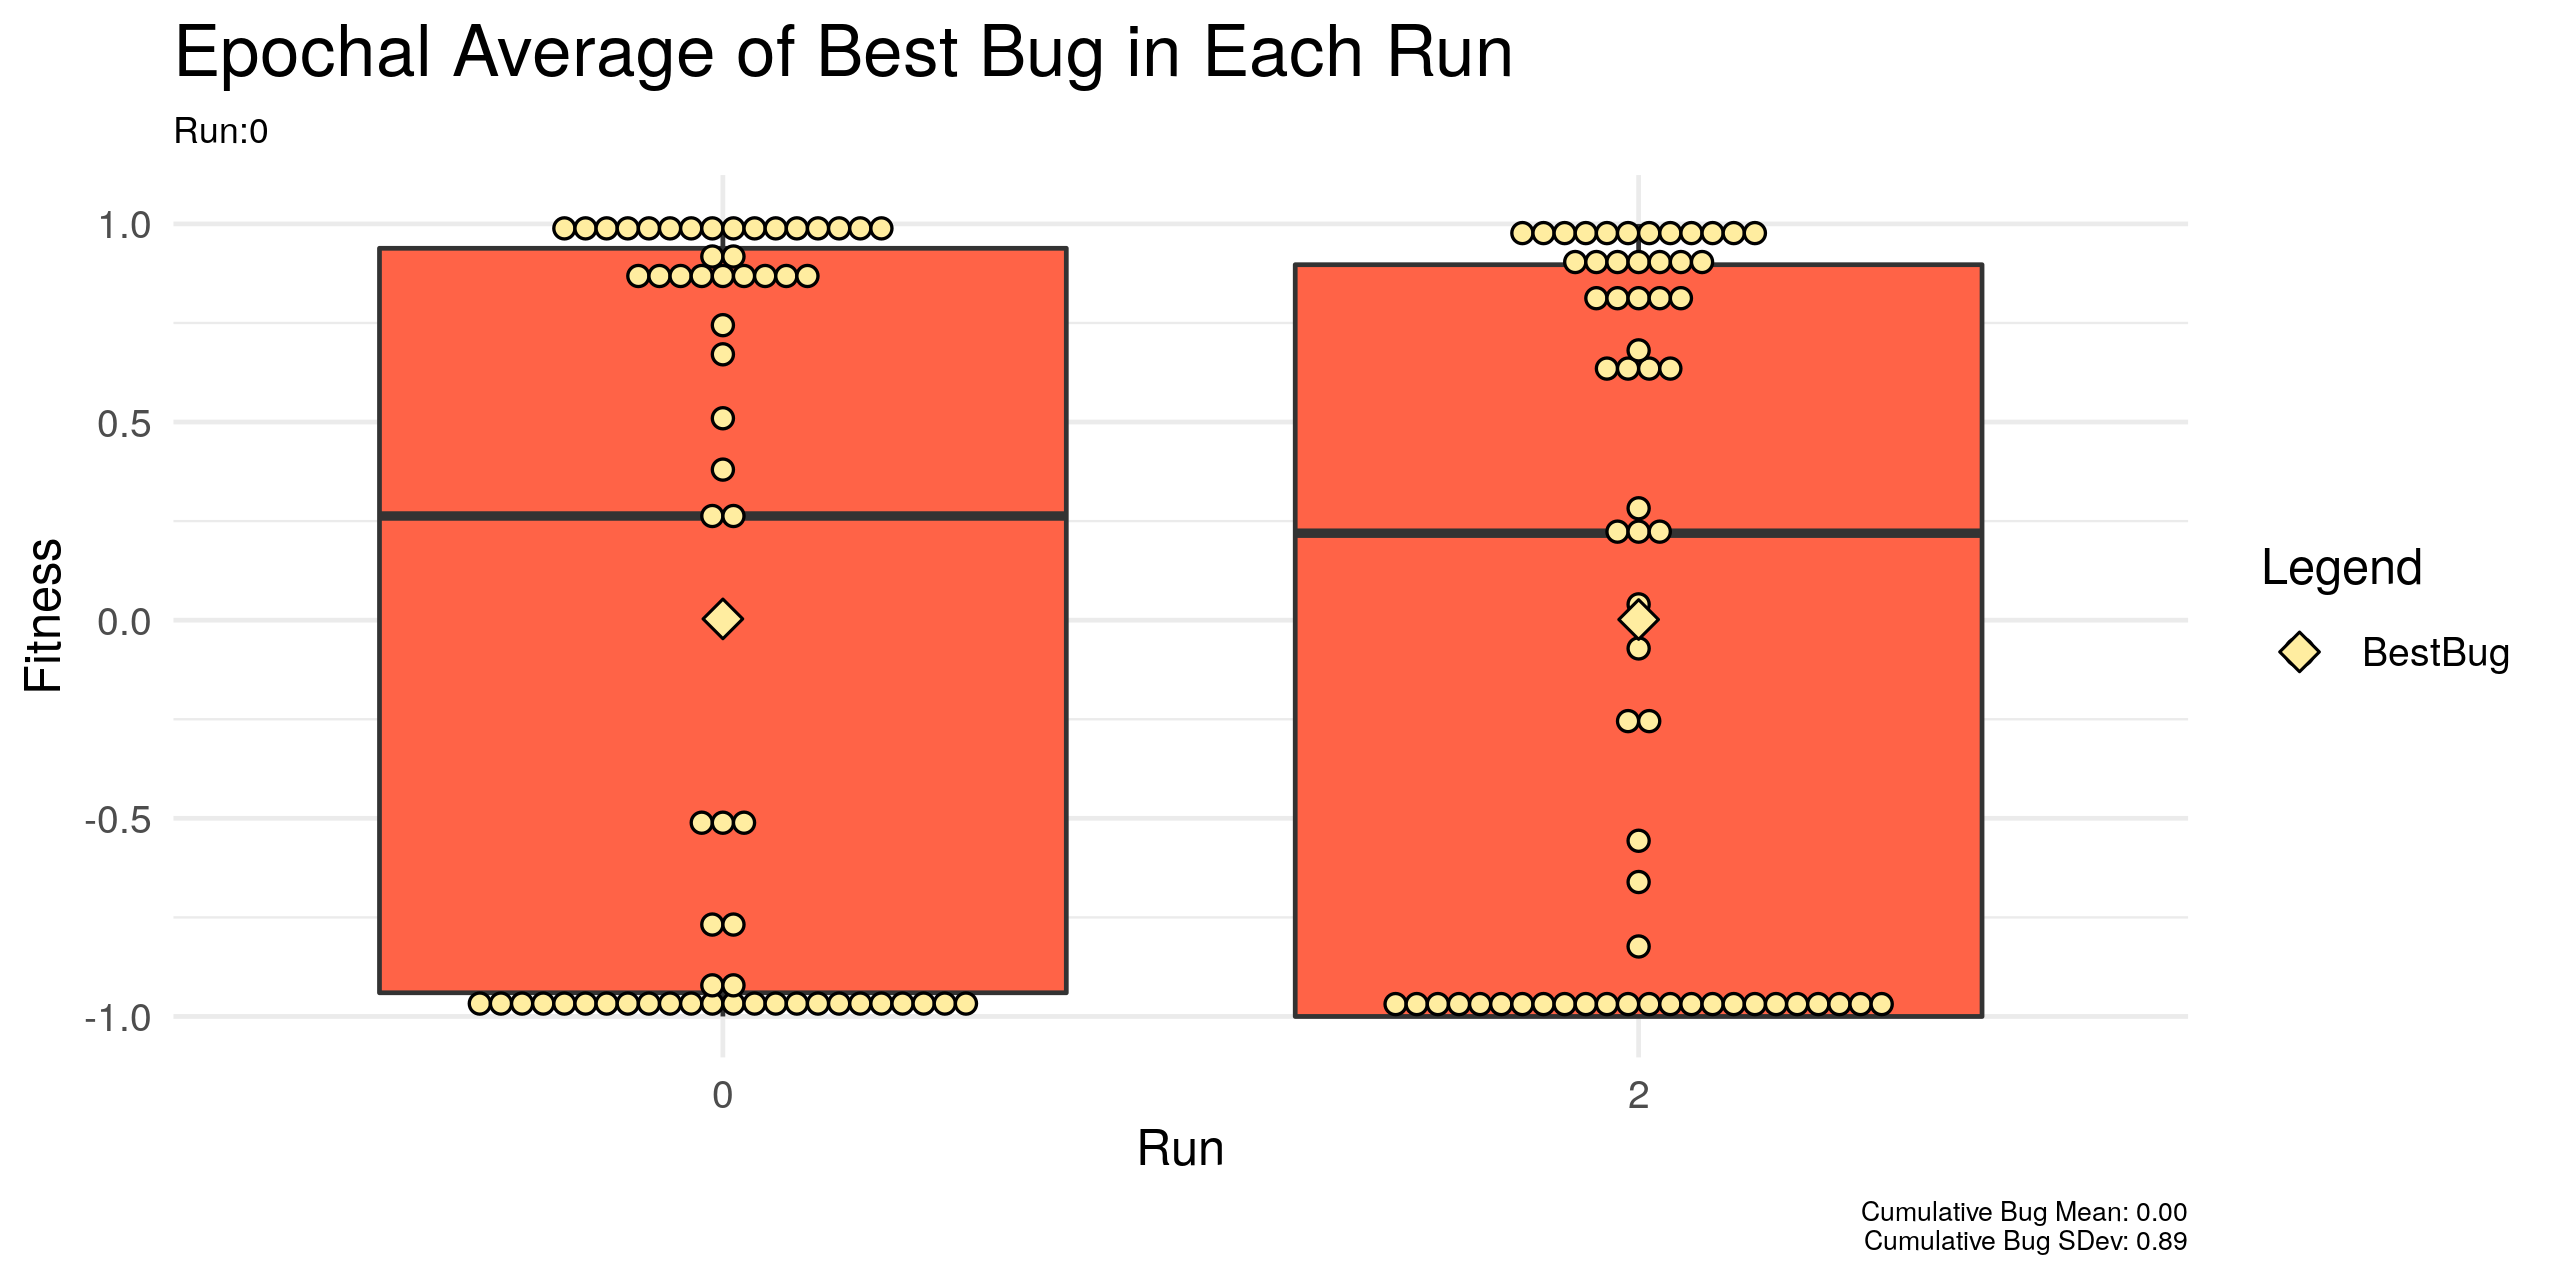 Epochal Average of Best Bug in Each Run
Run:0
1.0
0.5
0.0
-0.5
-1.0
Fitness
0
2
Run
Legend
BestBug
Cumulative Bug Mean: 0.00
Cumulative Bug SDev: 0.89